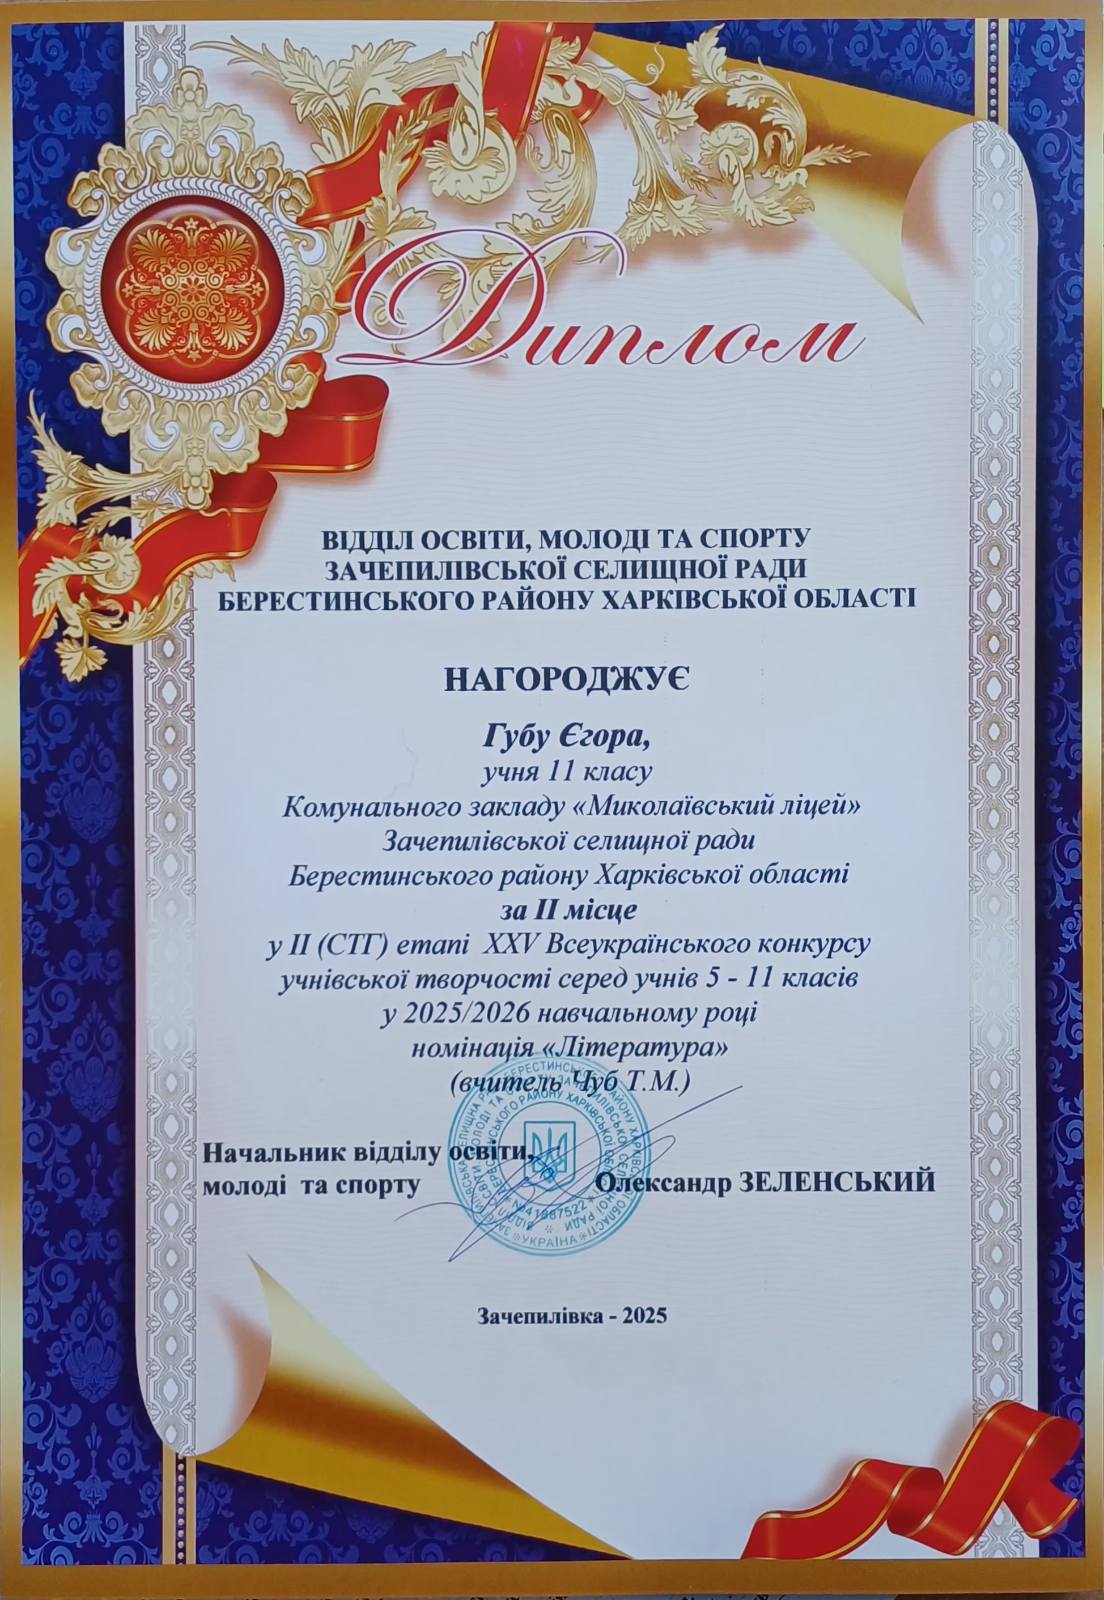 Диплом
ВІДДІЛ ОСВІТИ, МОЛОДІ ТА СПОРТУ
ЗАЧЕПИЛІВСЬКОЇ СЕЛИЩНОЇ РАДИ
БЕРЕСТИНСЬКОГО РАЙОНУ ХАРКІВСЬКОЇ ОБЛАСТІ
НАГОРОДЖУЄ
Губу Єгора,
учня 11 класу
Комунального закладу «Миколаївський ліцей»
Зачепилівської селищної ради
Берестинського району Харківської області
за ІІ місце
у ІІ (СТГ) етапі XXV Всеукраїнського конкурсу
учнівської творчості серед учнів 5 - 11 класів
у 2025/2026 навчальному році
номінація «Література»
(вчитель Чуб Т.М.)
Начальник відділу освіти,
молоді та спорту Олександр ЗЕЛЕНСЬКИЙ
УКРАЇНА
Зачепилівка - 2025